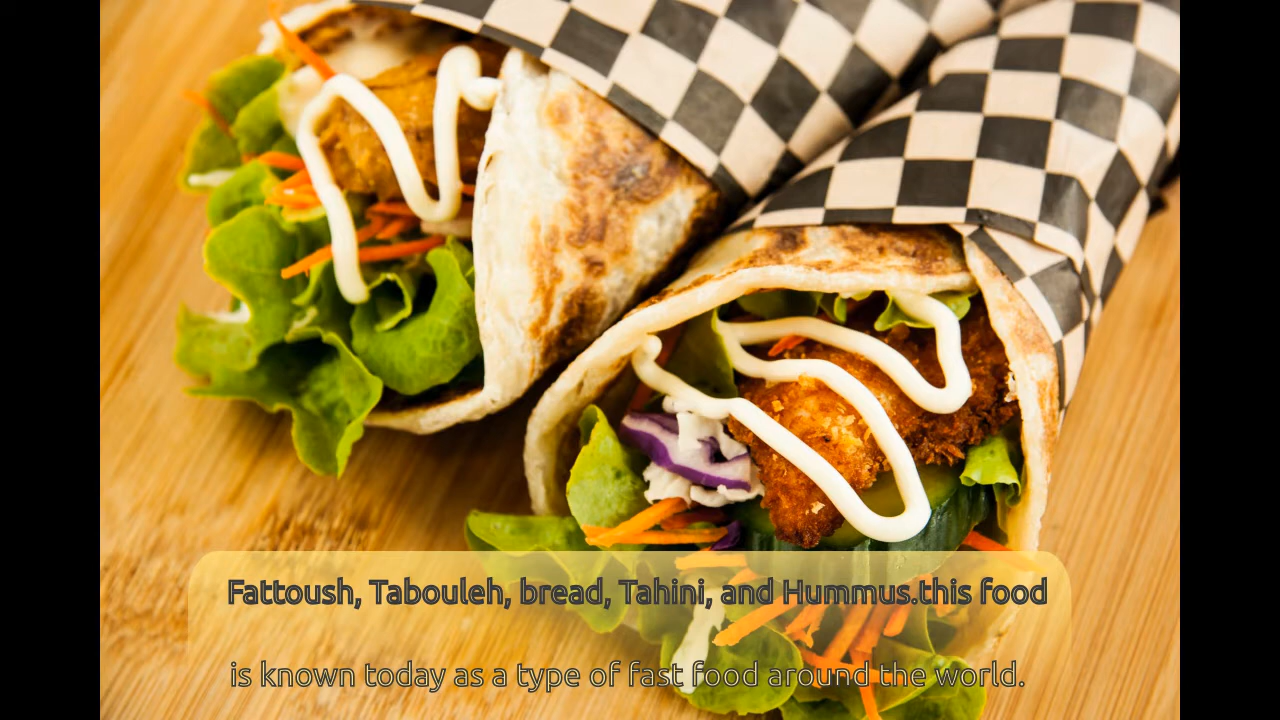 Fattoush, Tabouleh, bread, Tahini, and Hummus.this food
is known today as a type of fast food around the world.